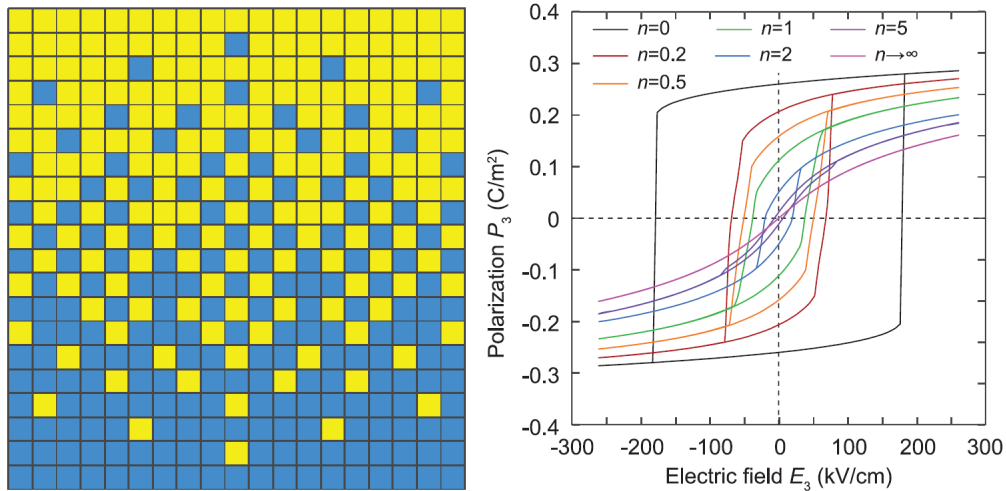 n=0 n=1 n=5
n=0.2 n=2 n→∞
n=0.5
0.4
0.3
0.2
0.1
0
-0.1
-0.2
-0.3
-0.4
Polarization P₃ (C/m²)
-300 -200 -100 0 100 200 300
Electric field E₃ (kV/cm)